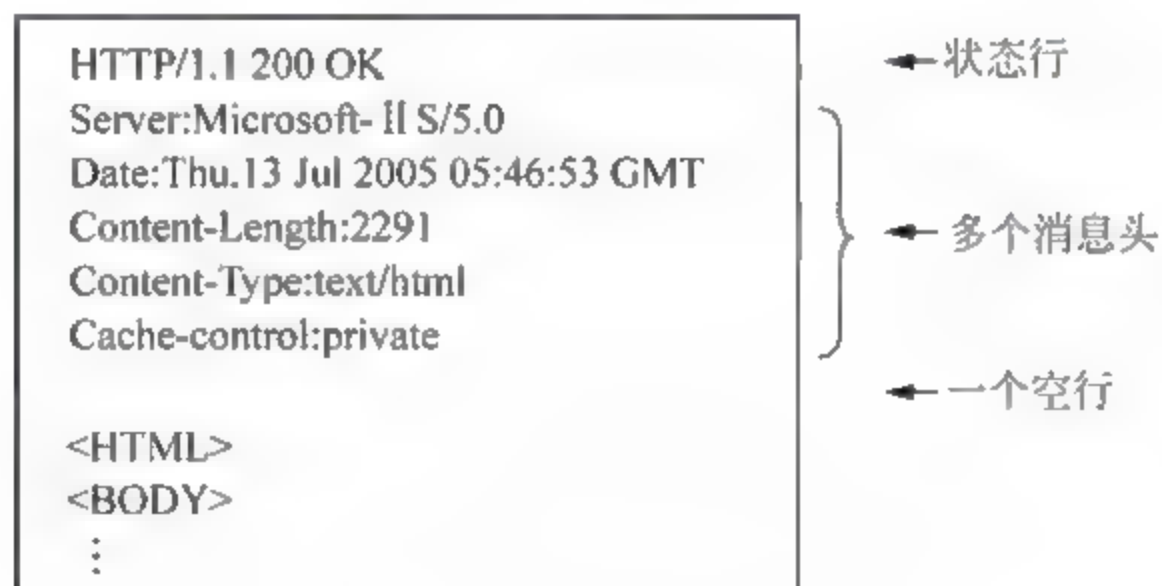 HTTP/1.1 200 OK
状态行
Server:Microsoft- II S/5.0
Date:Thu.13 Jul 2005 05:46:53 GMT
Content-Length:2291
多个消息头
Content-Type:text/html
Cache-control:private
一个空行
<HTML>
<BODY>
⋮